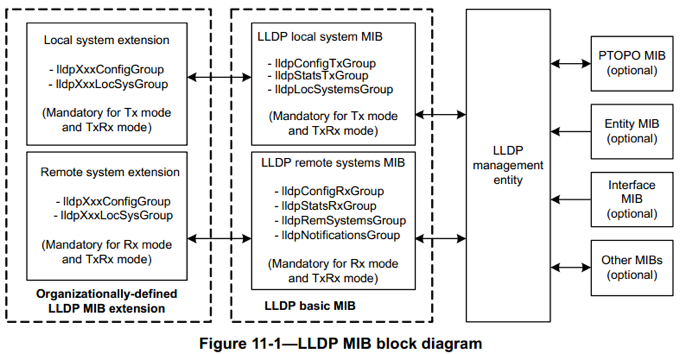 Local system extension
- lldpXxxConfigGroup
- lldpXxxLocSysGroup
(Mandatory for Tx mode
and TxRx mode)
Remote system extension
- lldpXxxConfigGroup
- lldpXxxLocSysGroup
(Mandatory for Rx mode
and TxRx mode)
Organizationally-defined
LLDP MIB extension
LLDP local system MIB
- lldpConfigTxGroup
- lldpStatsTxGroup
- lldpLocSystemsGroup
(Mandatory for Tx mode
and TxRx mode)
LLDP remote systems MIB
- lldpConfigRxGroup
- lldpStatsRxGroup
- lldpRemSystemsGroup
- lldpNotificationsGroup
(Mandatory for Rx mode
and TxRx mode)
LLDP basic MIB
LLDP
management
entity
PTOPO MIB
(optional)
Entity MIB
(optional)
Interface
MIB
(optional)
Other MIBs
(optional)
Figure 11-1—LLDP MIB block diagram